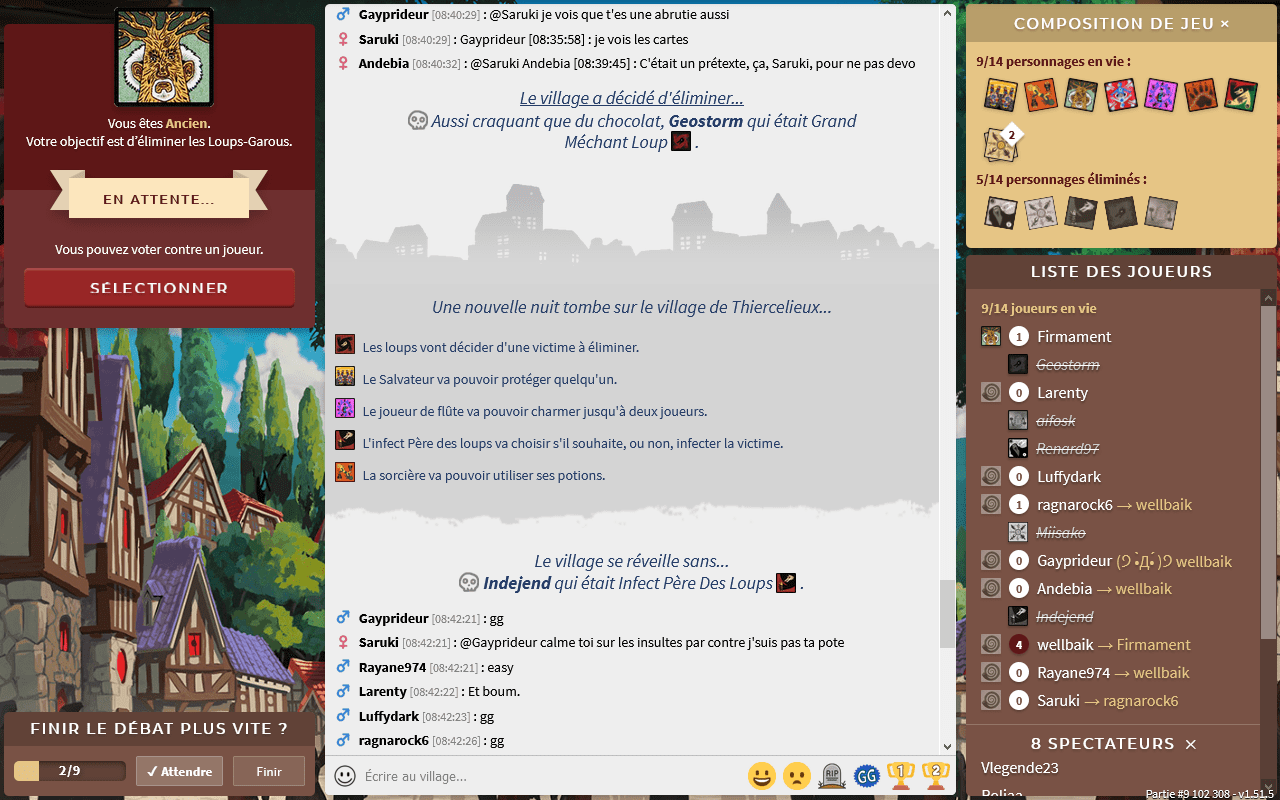 Vous êtes Ancien.
Votre objectif est d'éliminer les Loups-Garous.
EN ATTENTE...
Vous pouvez voter contre un joueur.
SÉLECTIONNER
FINIR LE DÉBAT PLUS VITE ?
2/9
✓ Attendre
Finir
Gayprideur [08:40:29] : @Saruki je vois que t'es une abrutie aussi
Saruki [08:40:29] : Gayprideur [08:35:58] : je vois les cartes
Andebia [08:40:32] : @Saruki Andebia [08:39:45] : C'était un prétexte, ça, Saruki, pour ne pas devo
Le village a décidé d'éliminer...
Aussi craquant que du chocolat, Geostorm qui était Grand
Méchant Loup .
Une nouvelle nuit tombe sur le village de Thiercelieux...
Les loups vont décider d'une victime à éliminer.
Le Salvateur va pouvoir protéger quelqu'un.
Le joueur de flûte va pouvoir charmer jusqu'à deux joueurs.
L'infect Père des loups va choisir s'il souhaite, ou non, infecter la victime.
La sorcière va pouvoir utiliser ses potions.
Le village se réveille sans...
Indejend qui était Infect Père Des Loups .
Gayprideur [08:42:21] : gg
Saruki [08:42:21] : @Gayprideur calme toi sur les insultes par contre j'suis pas ta pote
Rayane974 [08:42:21] : easy
Larenty [08:42:22] : Et boum.
Luffydark [08:42:23] : gg
ragnarock6 [08:42:26] : gg
Écrire au village...
RIP
GG
1
2
COMPOSITION DE JEU ×
9/14 personnages en vie :
2
5/14 personnages éliminés :
LISTE DES JOUEURS
9/14 joueurs en vie
1 Firmament
Geostorm
0 Larenty
aifosk
Renard97
0 Luffydark
1 ragnarock6 → wellbaik
Miisako
0 Gayprideur (੭ •̀Д•́ )੭ wellbaik
0 Andebia → wellbaik
Indejend
4 wellbaik → Firmament
0 Rayane974 → wellbaik
0 Saruki → ragnarock6
8 SPECTATEURS ×
Vlegende23
Partie #9 102 308 - v1.51.5